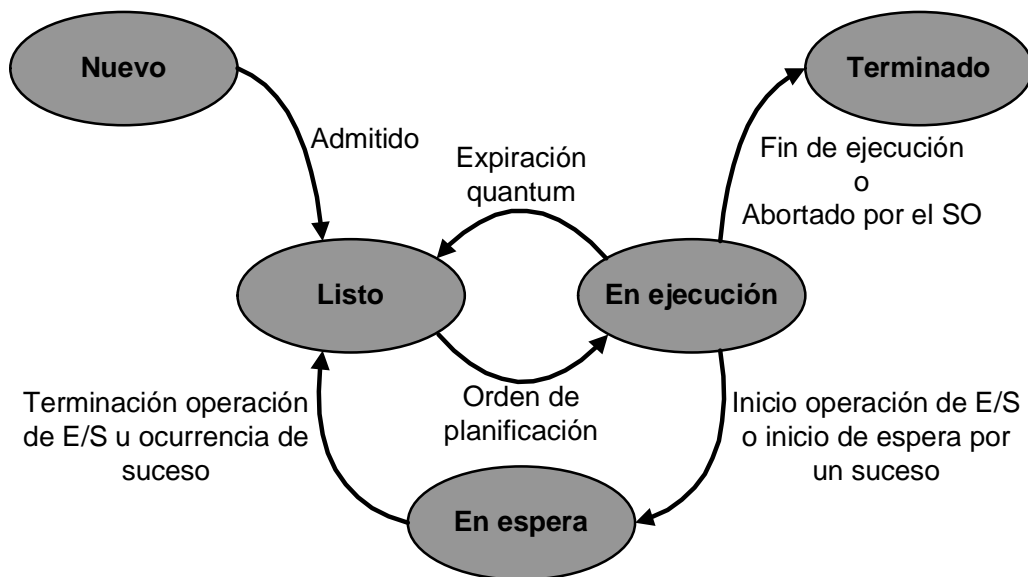 Nuevo
Terminado
Admitido
Expiración
quantum
Fin de ejecución
o
Abortado por el SO
Listo
En ejecución
Terminación operación
de E/S u ocurrencia de
suceso
Orden de
planificación
Inicio operación de E/S
o inicio de espera por
un suceso
En espera